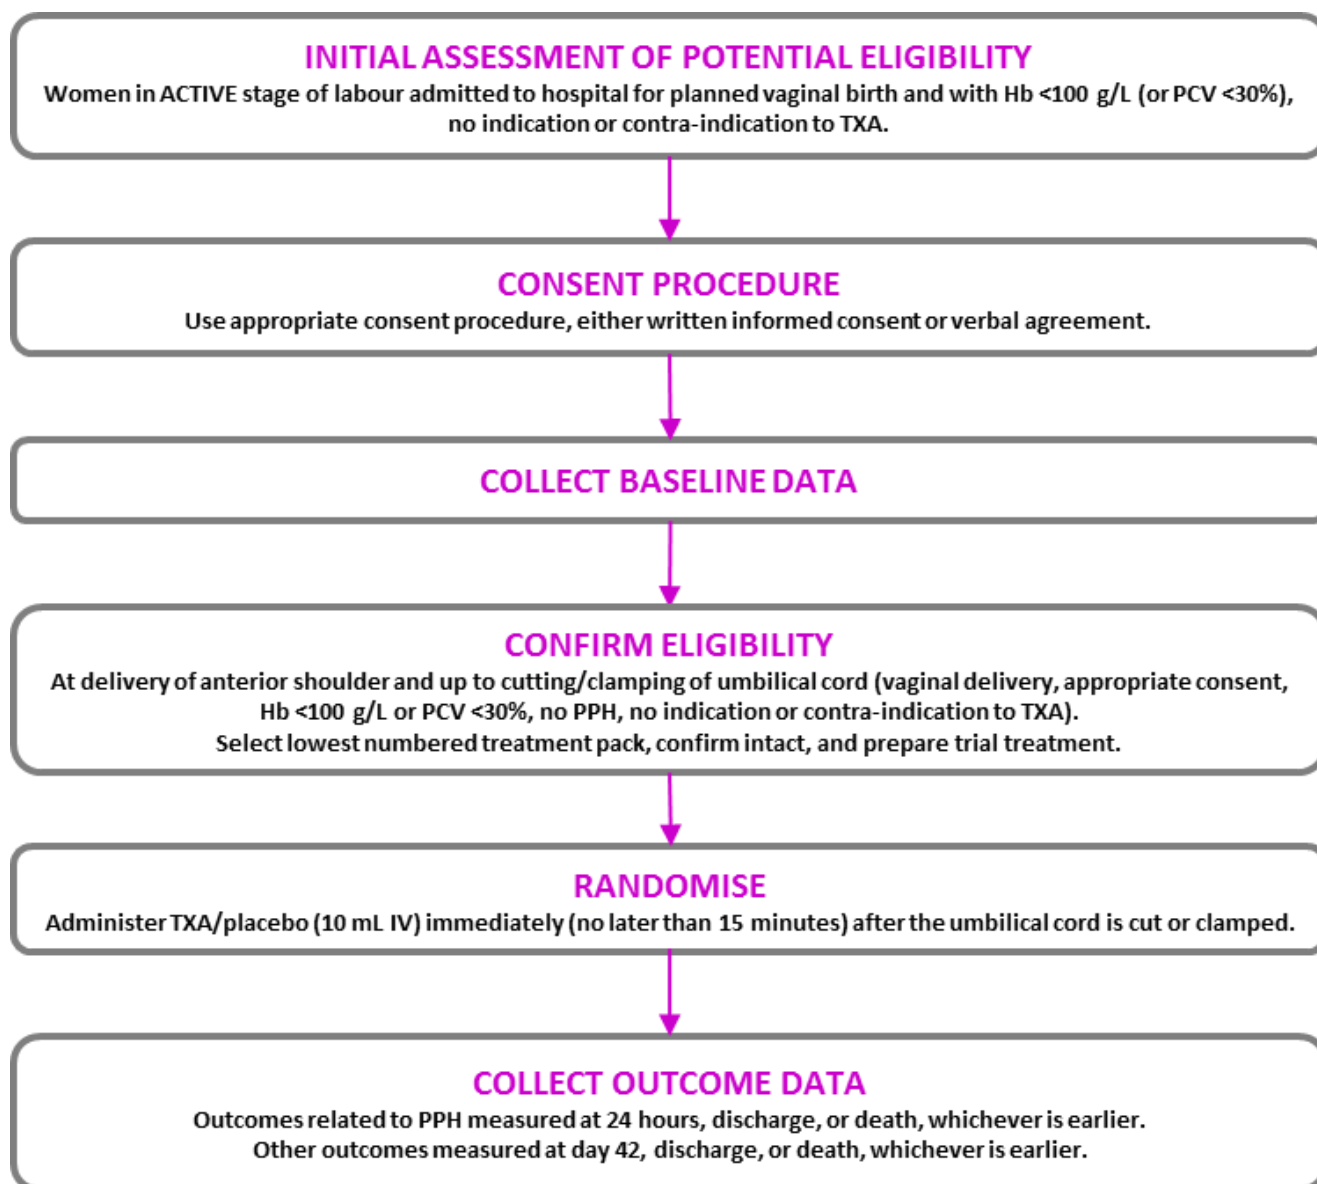 INITIAL ASSESSMENT OF POTENTIAL ELIGIBILITY
Women in ACTIVE stage of labour admitted to hospital for planned vaginal birth and with Hb <100 g/L (or PCV <30%),
no indication or contra-indication to TXA.
CONSENT PROCEDURE
Use appropriate consent procedure, either written informed consent or verbal agreement.
COLLECT BASELINE DATA
CONFIRM ELIGIBILITY
At delivery of anterior shoulder and up to cutting/clamping of umbilical cord (vaginal delivery, appropriate consent,
Hb <100 g/L or PCV <30%, no PPH, no indication or contra-indication to TXA).
Select lowest numbered treatment pack, confirm intact, and prepare trial treatment.
RANDOMISE
Administer TXA/placebo (10 mL IV) immediately (no later than 15 minutes) after the umbilical cord is cut or clamped.
COLLECT OUTCOME DATA
Outcomes related to PPH measured at 24 hours, discharge, or death, whichever is earlier.
Other outcomes measured at day 42, discharge, or death, whichever is earlier.